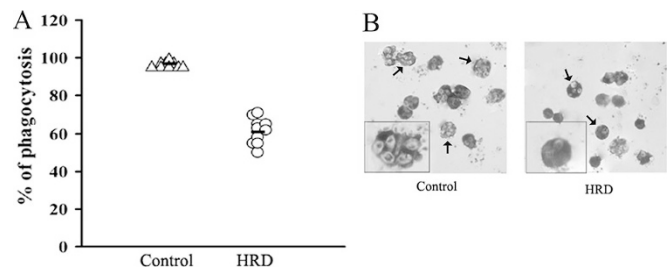 A
% of phagocytosis
120
100
80
60
40
20
0
Control
HRD
B
Control
HRD